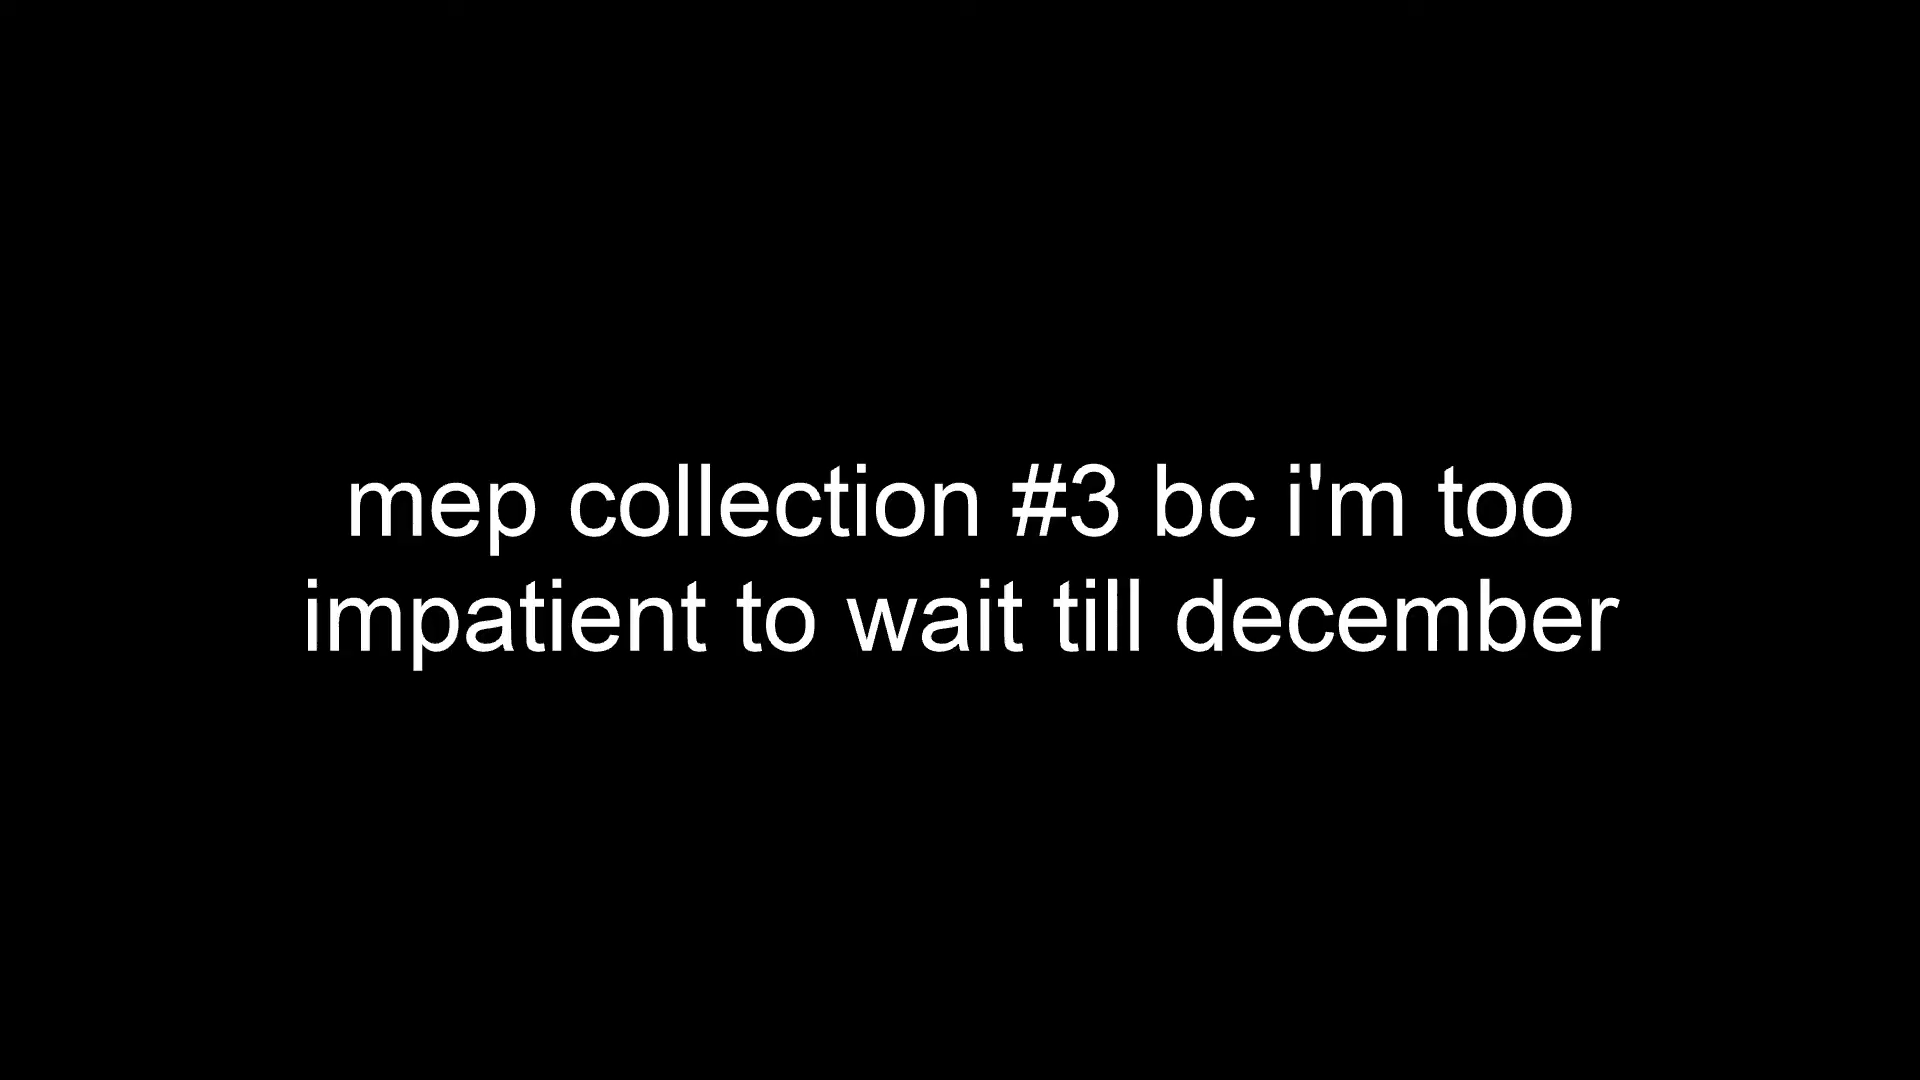 mep collection #3 bc i'm too
impatient to wait till december